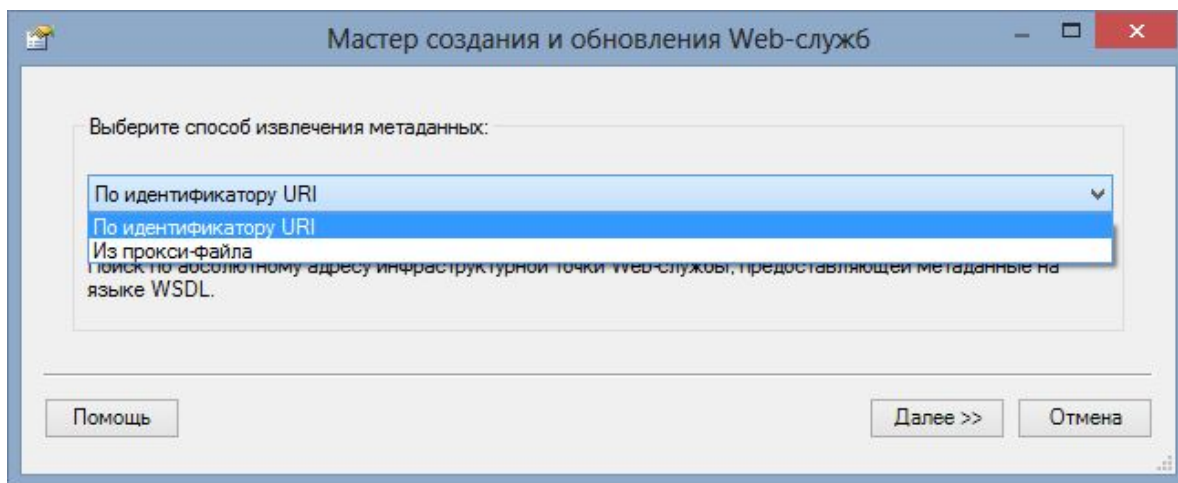 Мастер создания и обновления Web-служб
Выберите способ извлечения метаданных:
По идентификатору URI
По идентификатору URI
Из прокси-файла
Поиск по абсолютному адресу инфраструктурной точки Web-службы, предоставляющей метаданные на
языке WSDL.
Помощь
Далее >>
Отмена